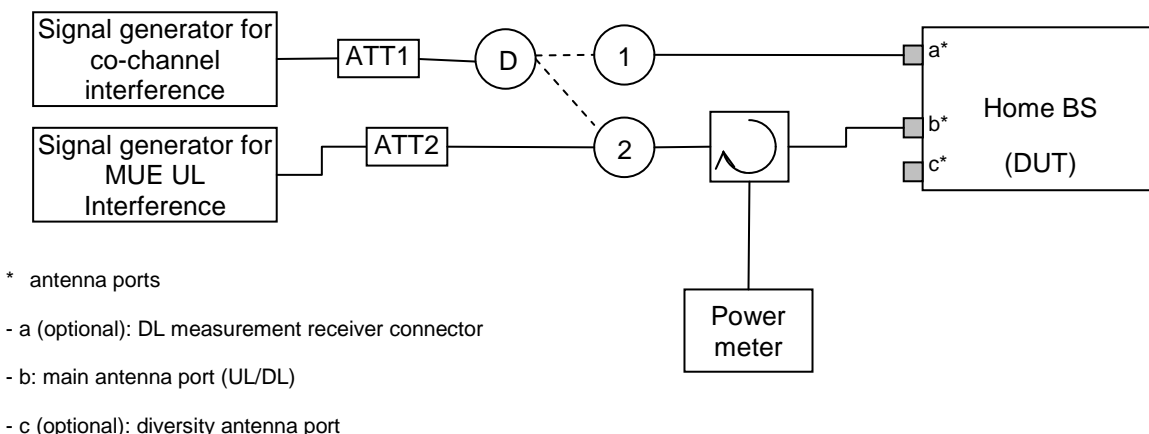 Signal generator for
co-channel
interference
ATT1
D
1
a*
Signal generator for
MUE UL
Interference
ATT2
2
b*
c*
Home BS
(DUT)
Power
meter
* antenna ports
- a (optional): DL measurement receiver connector
- b: main antenna port (UL/DL)
- c (optional): diversity antenna port